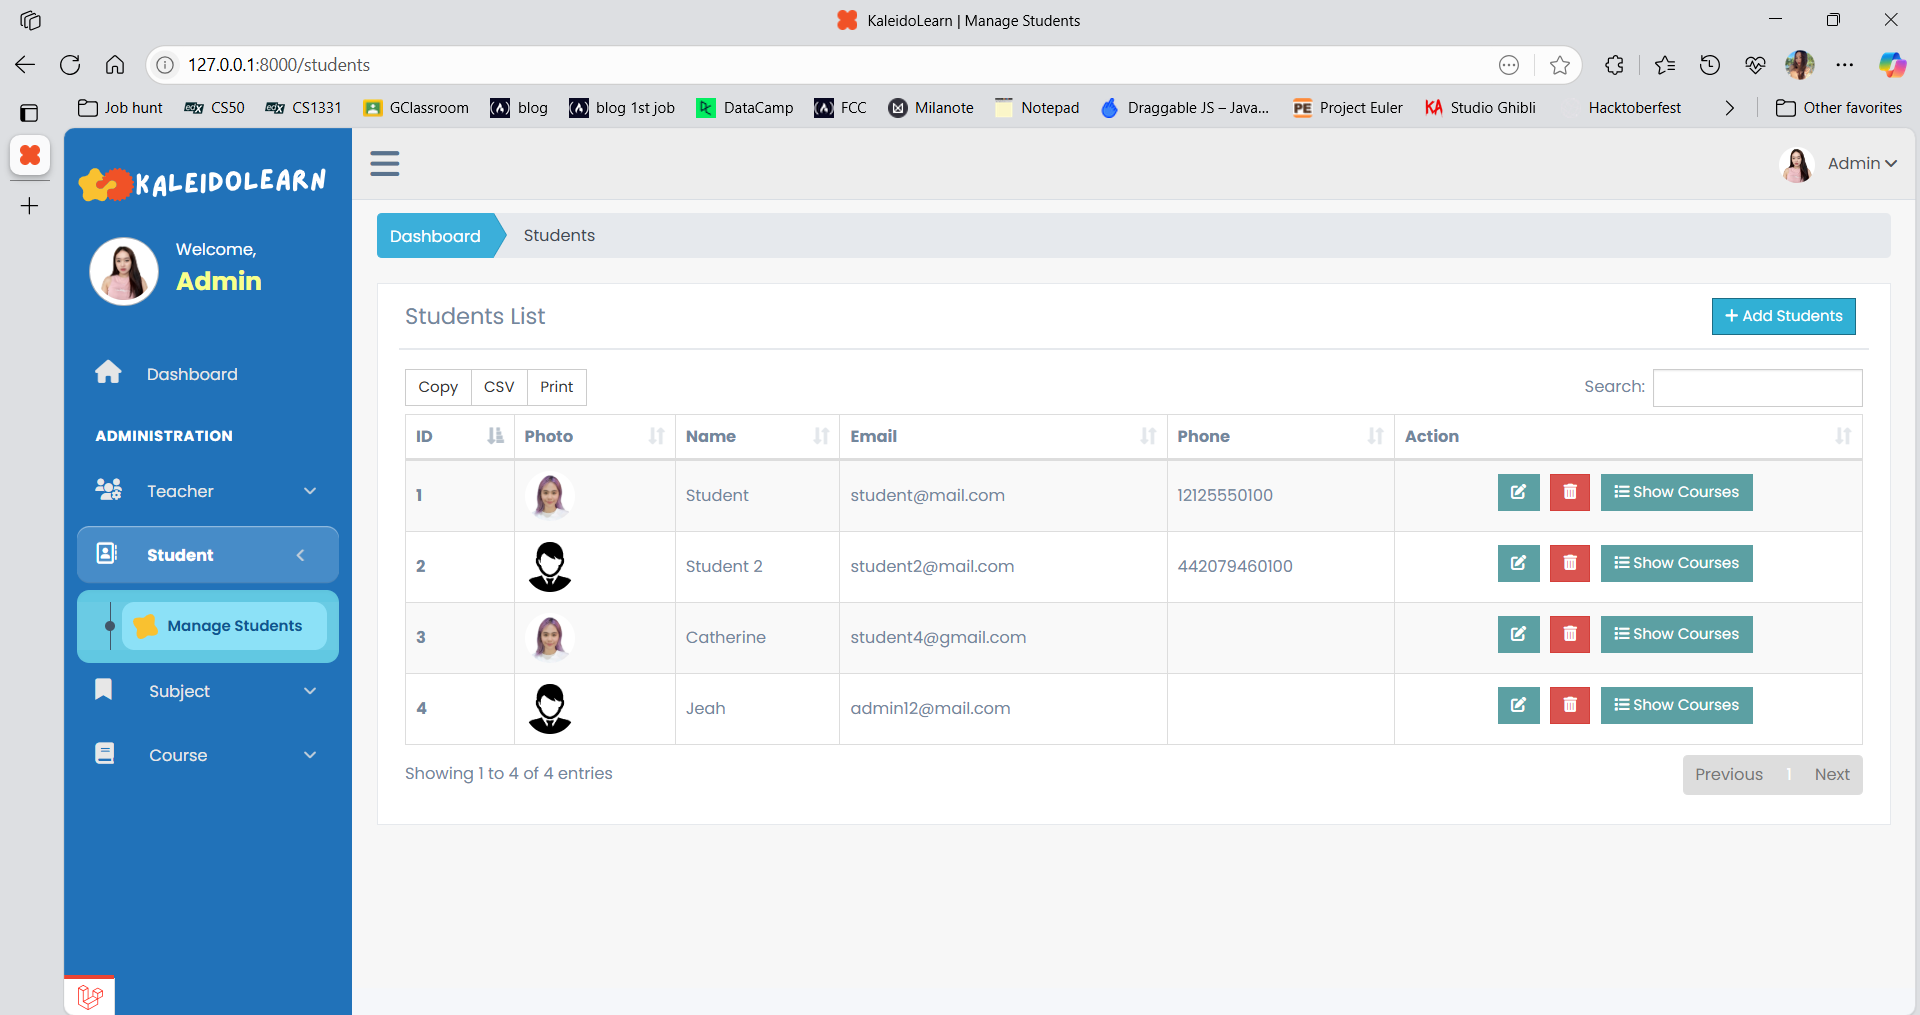 KaleidoLearn | Manage Students
127.0.0.1:8000/students
Job hunt CS50 CS1331 GClassroom blog blog 1st job DataCamp FCC Milanote Notepad Draggable JS – Java... Project Euler Studio Ghibli Hacktoberfest Other favorites
KALEIDOLEARN
Admin
Welcome,
Admin
Dashboard
ADMINISTRATION
Teacher
Student
Manage Students
Subject
Course
Dashboard Students
Students List
+ Add Students
Copy CSV Print
Search:
ID Photo Name Email Phone Action
1 Student student@mail.com 12125550100 Show Courses
2 Student 2 student2@mail.com 442079460100 Show Courses
3 Catherine student4@gmail.com Show Courses
4 Jeah admin12@mail.com Show Courses
Showing 1 to 4 of 4 entries
Previous 1 Next